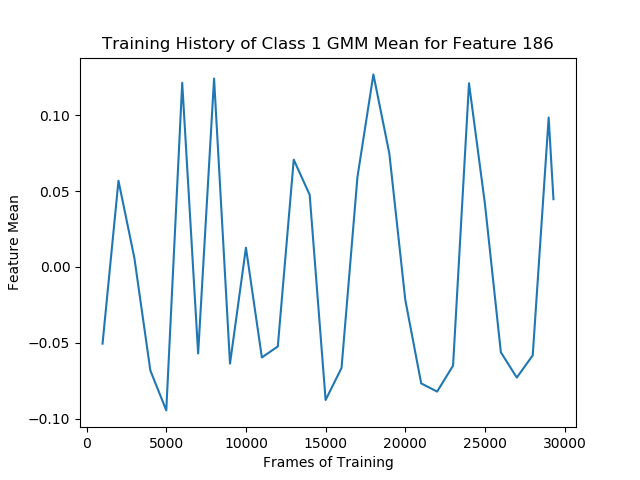 Training History of Class 1 GMM Mean for Feature 186
0.10
0.05
0.00
−0.05
−0.10
Feature Mean
0 5000 10000 15000 20000 25000 30000
Frames of Training